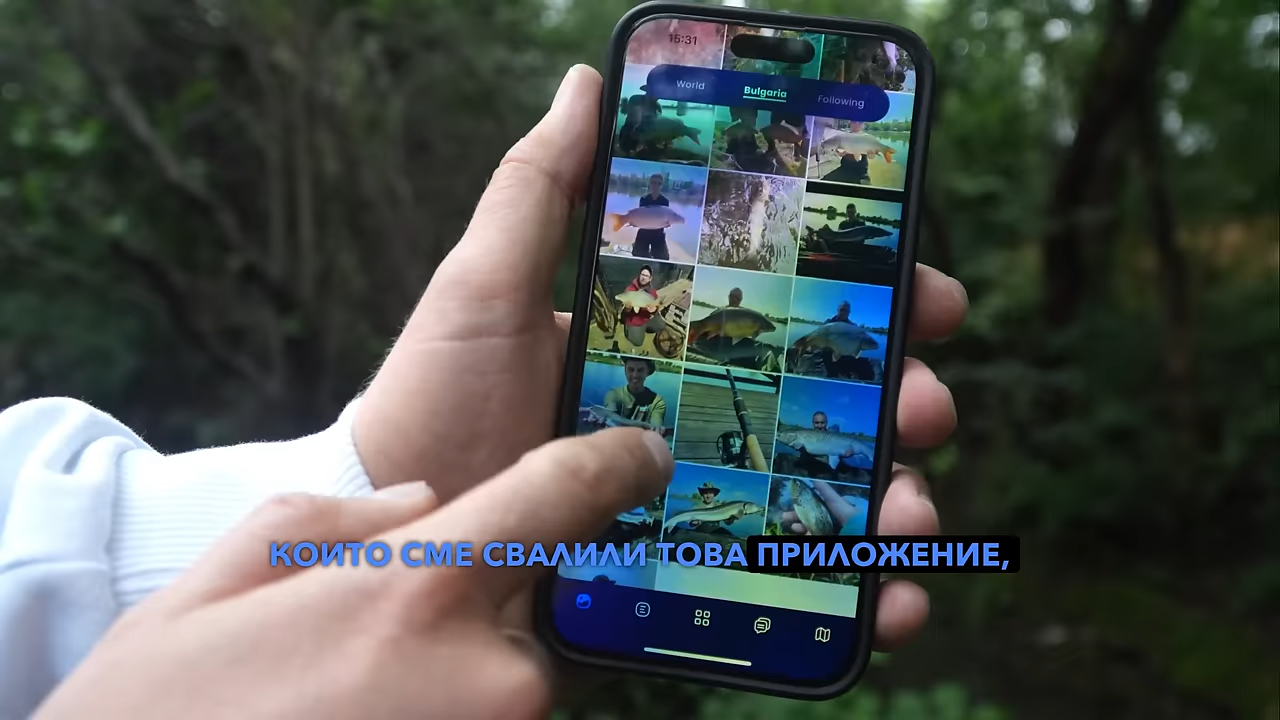 15:31
World Bulgaria Following
КОИТО СМЕ СВАЛИЛИ ТОВА ПРИЛОЖЕНИЕ,